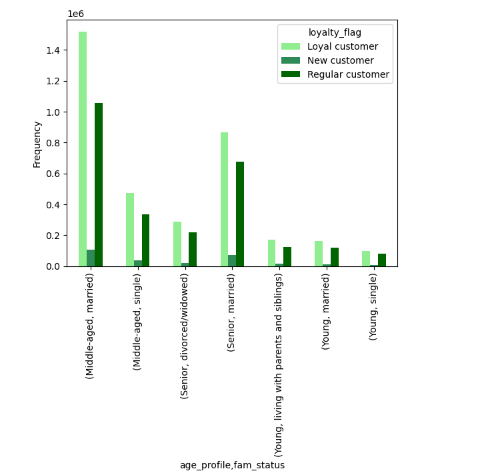 1e6
loyalty_flag
Loyal customer
New customer
Regular customer
1.4
1.2
1.0
0.8
0.6
0.4
0.2
0.0
Frequency
(Middle-aged, married)
(Middle-aged, single)
(Senior, divorced/widowed)
(Senior, married)
(Young, living with parents and siblings)
(Young, married)
(Young, single)
age_profile,fam_status